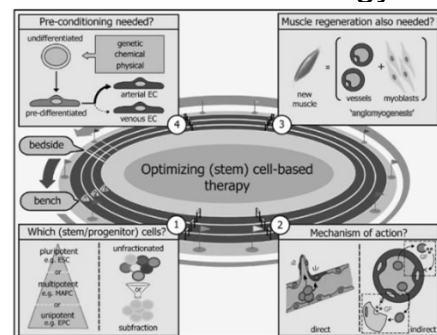 Pre-conditioning needed?
undifferentiated
genetic
chemical
physical
arterial EC
pre-differentiated
venous EC
Muscle regeneration also needed?
new
muscle
=
vessels
+
myoblasts
'angiomyogenesis'
4
3
bedside
bench
Optimizing (stem) cell-based
therapy
1
2
Which (stem/progenitor) cells?
pluripotent
e.g. ESC
or
multipotent
e.g. MAPC
or
unipotent
e.g. EPC
unfractionated
or
subfraction
Mechanism of action?
GF
direct
GF
indirect